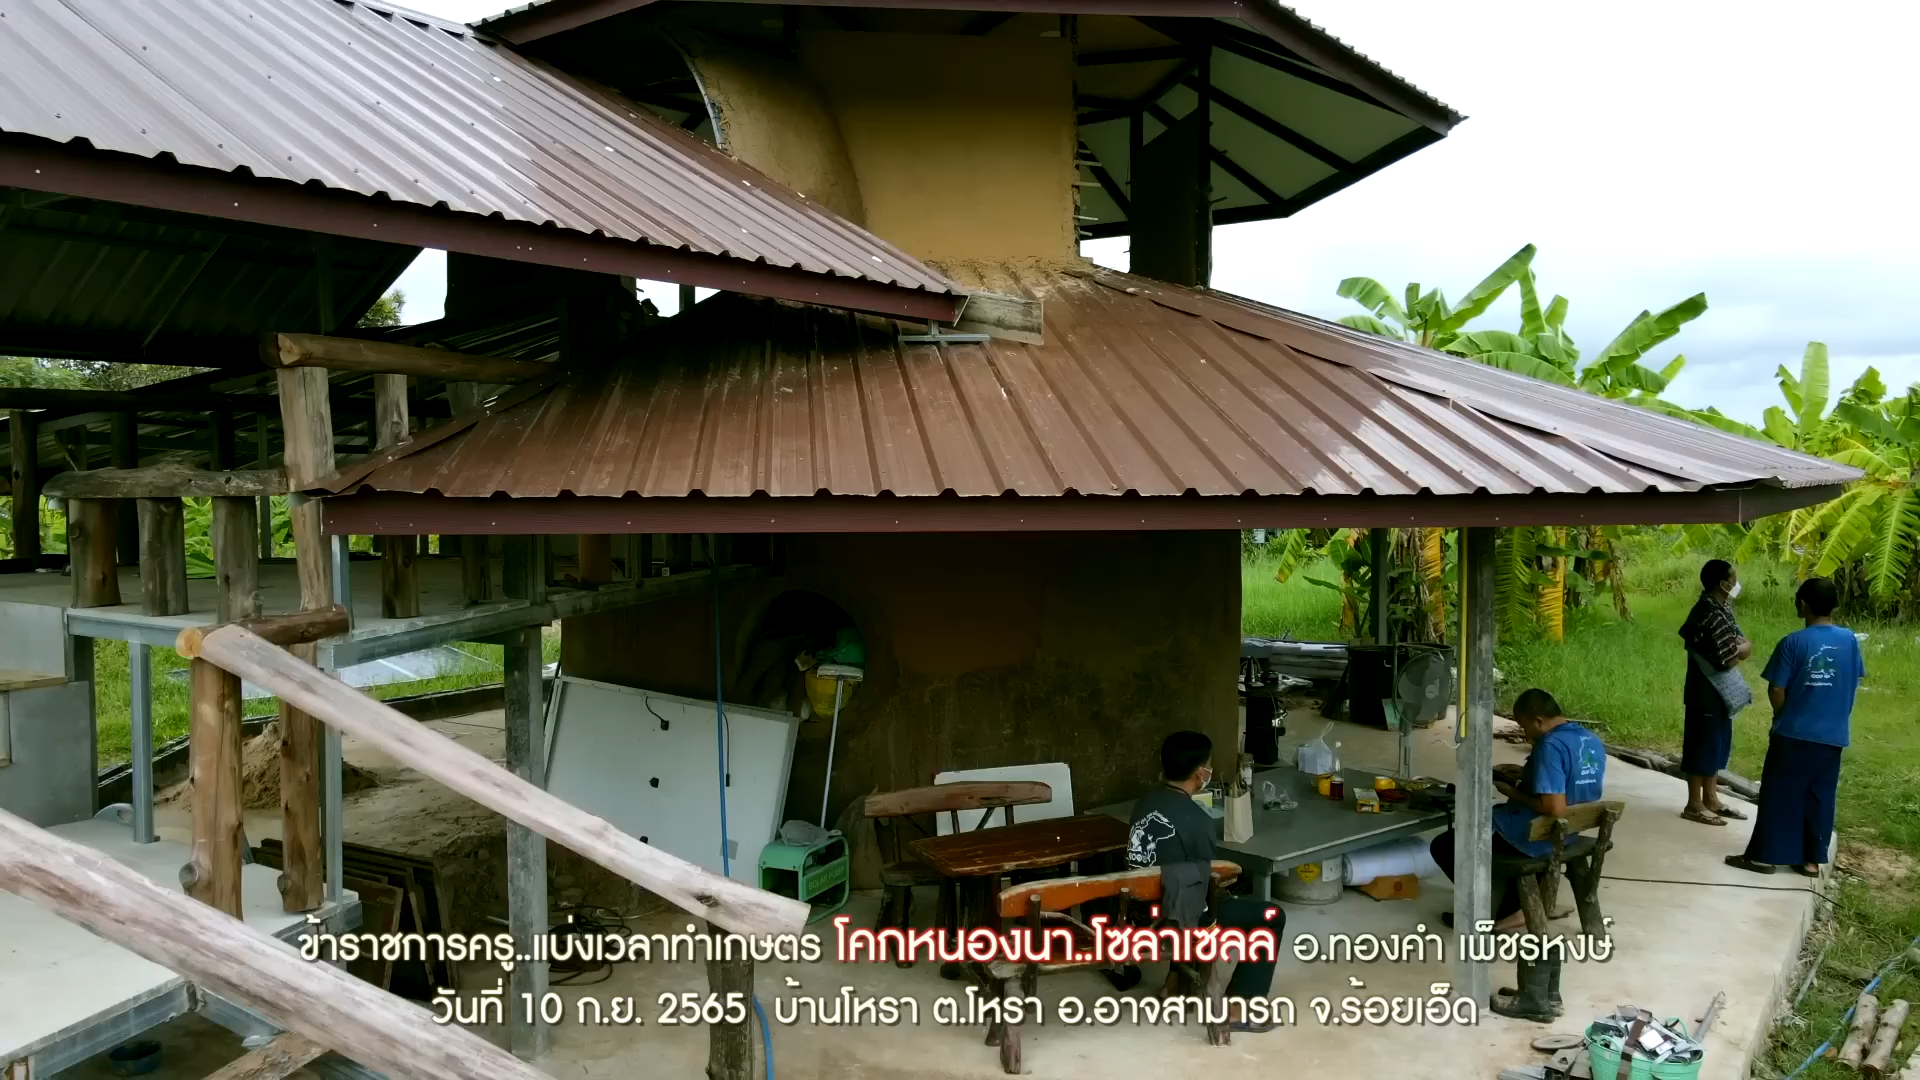 SOLAR PUMP
ข้าราชการครู..แบ่งเวลาทำเกษตร โคกหนองนา..โซล่าเซลล์ อ.ทองคำ เพ็ชรหงษ์
วันที่ 10 ก.ย. 2565 บ้านโหรา ต.โหรา อ.อาจสามารถ จ.ร้อยเอ็ด